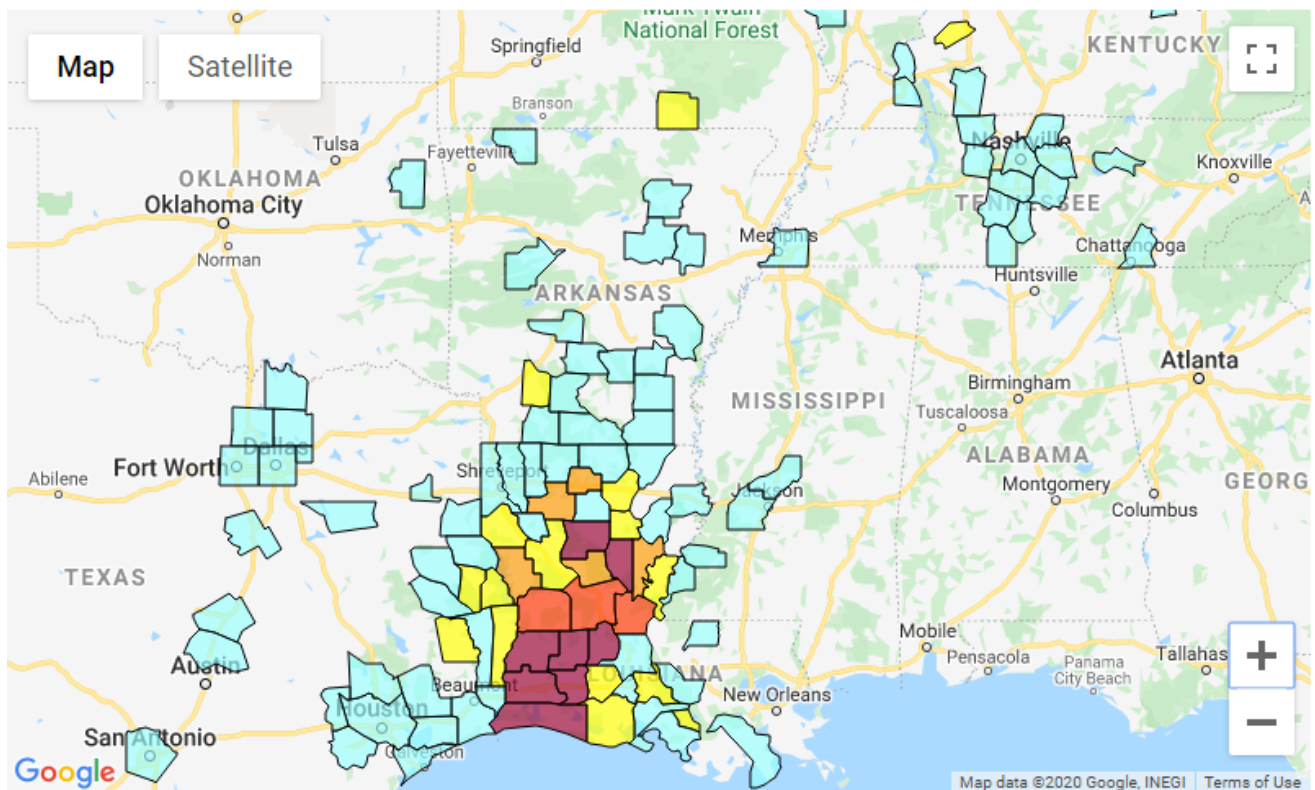 Mark Twain
National Forest
KENTUCKY
Map
Satellite
Springfield
Branson
Tulsa
Fayetteville
Nashville
Knoxville
OKLAHOMA
Oklahoma City
TENNESSEE
Memphis
Chattanooga
Norman
Huntsville
ARKANSAS
Atlanta
Birmingham
MISSISSIPPI
Tuscaloosa
Dallas
Fort Worth
Shreveport
ALABAMA
Abilene
Jackson
Montgomery
GEORG
Columbus
TEXAS
Mobile
Tallahas
Austin
Pensacola
Panama
City Beach
LOUISIANA
Beaumont
New Orleans
Houston
San Antonio
Galveston
Google
Map data ©2020 Google, INEGI
Terms of Use